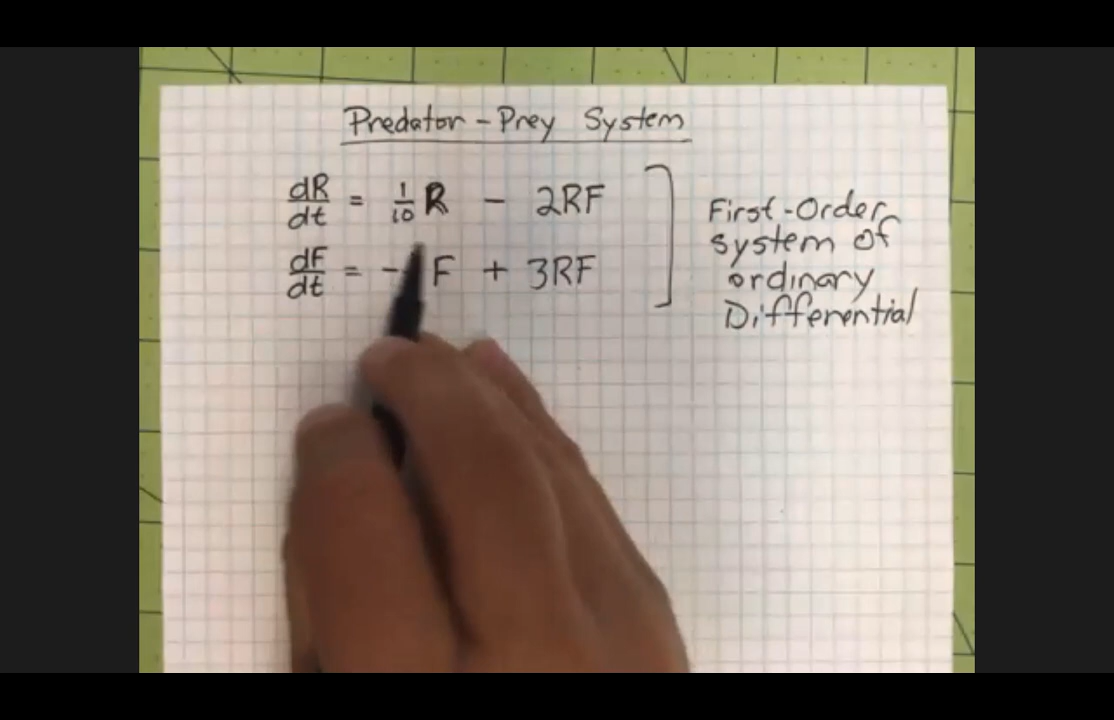 Predator - Prey System
dR/dt = 1/10 R - 2RF
dF/dt = - F + 3RF
First-Order
system of
ordinary
Differential